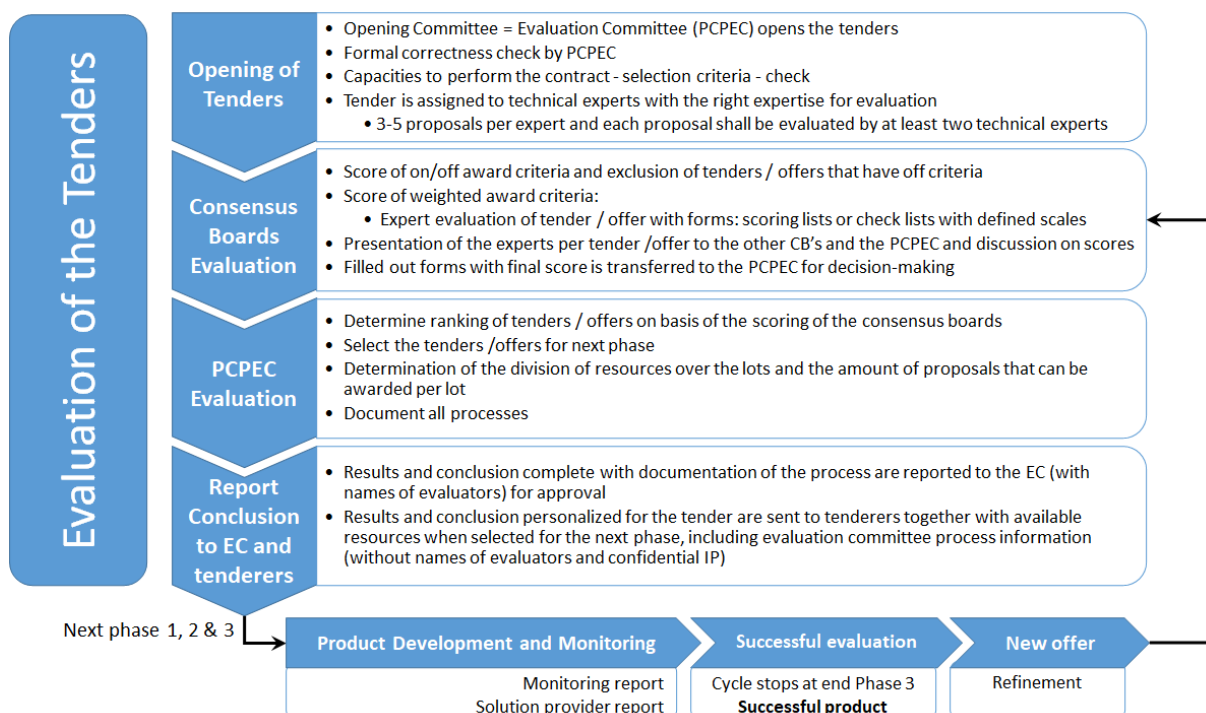 Evaluation of the Tenders
Opening of
Tenders
• Opening Committee = Evaluation Committee (PCPEC) opens the tenders
• Formal correctness check by PCPEC
• Capacities to perform the contract - selection criteria - check
• Tender is assigned to technical experts with the right expertise for evaluation
• 3-5 proposals per expert and each proposal shall be evaluated by at least two technical experts
Consensus
Boards
Evaluation
• Score of on/off award criteria and exclusion of tenders / offers that have off criteria
• Score of weighted award criteria:
• Expert evaluation of tender / offer with forms: scoring lists or check lists with defined scales
• Presentation of the experts per tender /offer to the other CB's and the PCPEC and discussion on scores
• Filled out forms with final score is transferred to the PCPEC for decision-making
PCPEC
Evaluation
• Determine ranking of tenders / offers on basis of the scoring of the consensus boards
• Select the tenders /offers for next phase
• Determination of the division of resources over the lots and the amount of proposals that can be
awarded per lot
• Document all processes
Report
Conclusion
to EC and
tenderers
• Results and conclusion complete with documentation of the process are reported to the EC (with
names of evaluators) for approval
• Results and conclusion personalized for the tender are sent to tenderers together with available
resources when selected for the next phase, including evaluation committee process information
(without names of evaluators and confidential IP)
Next phase 1, 2 & 3
Product Development and Monitoring
Monitoring report
Solution provider report
Successful evaluation
Cycle stops at end Phase 3
Successful product
New offer
Refinement